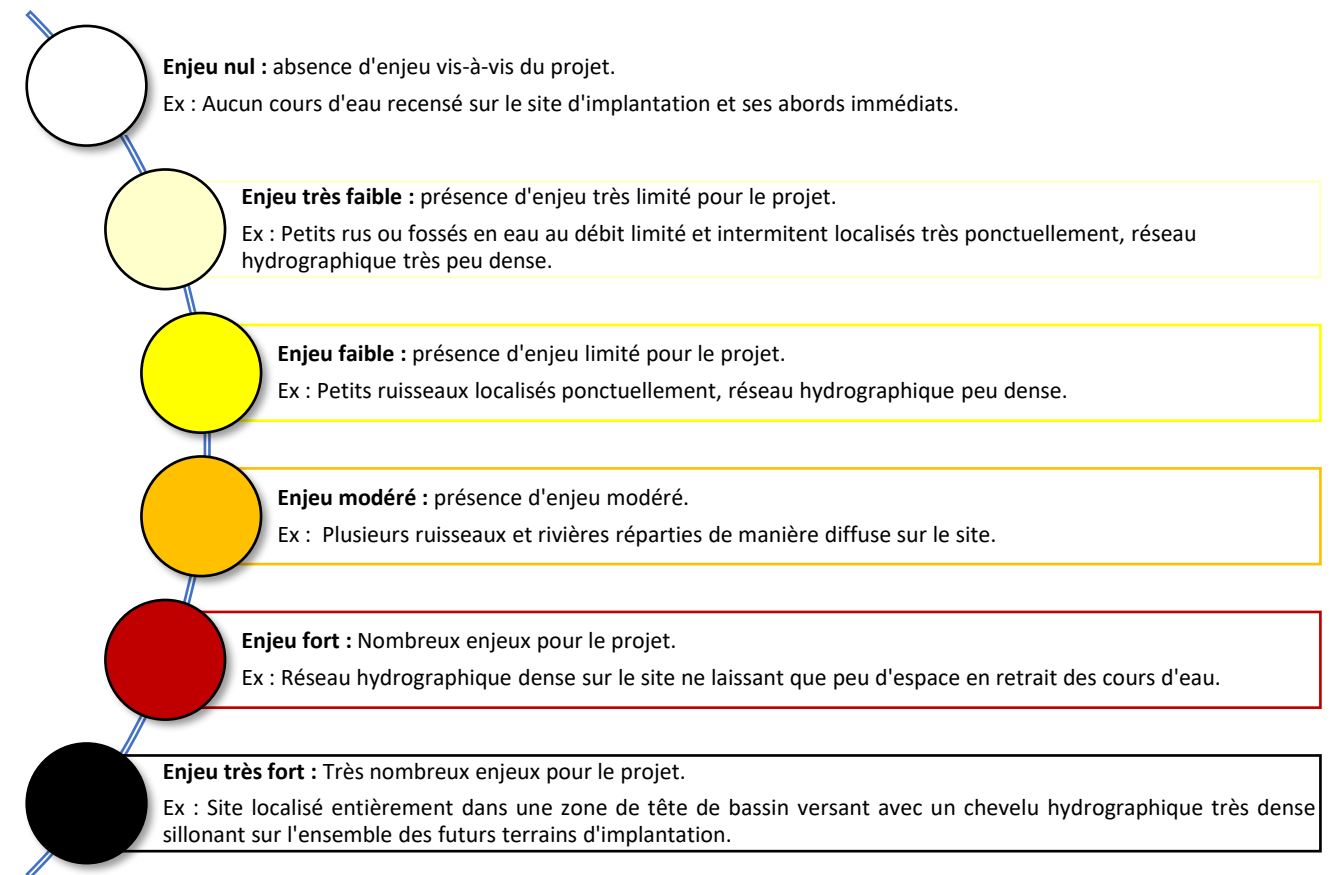 Enjeu nul : absence d'enjeu vis-à-vis du projet.
Ex : Aucun cours d'eau recensé sur le site d'implantation et ses abords immédiats.
Enjeu très faible : présence d'enjeu très limité pour le projet.
Ex : Petits rus ou fossés en eau au débit limité et intermitent localisés très ponctuellement, réseau
hydrographique très peu dense.
Enjeu faible : présence d'enjeu limité pour le projet.
Ex : Petits ruisseaux localisés ponctuellement, réseau hydrographique peu dense.
Enjeu modéré : présence d'enjeu modéré.
Ex : Plusieurs ruisseaux et rivières réparties de manière diffuse sur le site.
Enjeu fort : Nombreux enjeux pour le projet.
Ex : Réseau hydrographique dense sur le site ne laissant que peu d'espace en retrait des cours d'eau.
Enjeu très fort : Très nombreux enjeux pour le projet.
Ex : Site localisé entièrement dans une zone de tête de bassin versant avec un chevelu hydrographique très dense
sillonant sur l'ensemble des futurs terrains d'implantation.